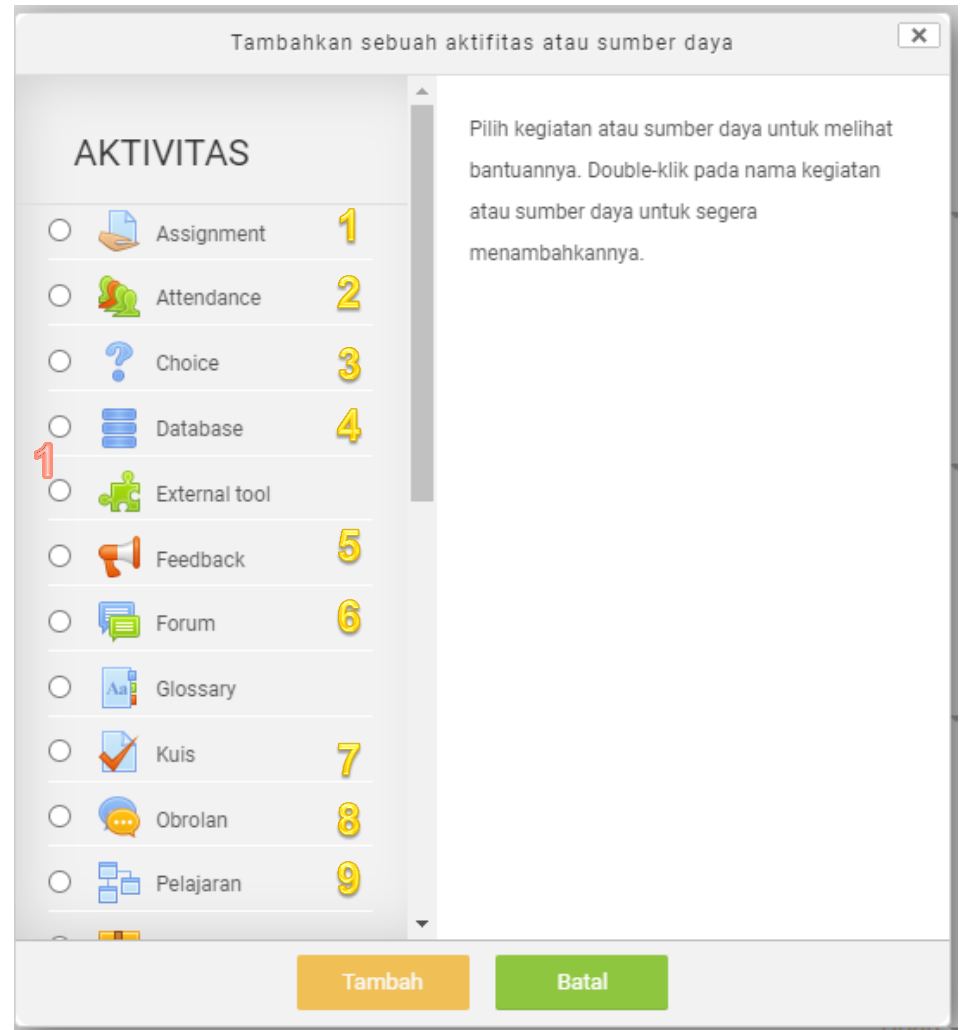 Tambahkan sebuah aktifitas atau sumber daya
AKTIVITAS
Assignment 1
Attendance 2
Choice 3
Database 4
1
External tool
Feedback 5
Forum 6
Aa
Glossary
Kuis 7
Obrolan 8
Pelajaran 9
Pilih kegiatan atau sumber daya untuk melihat
bantuannya. Double-klik pada nama kegiatan
atau sumber daya untuk segera
menambahkannya.
Tambah
Batal